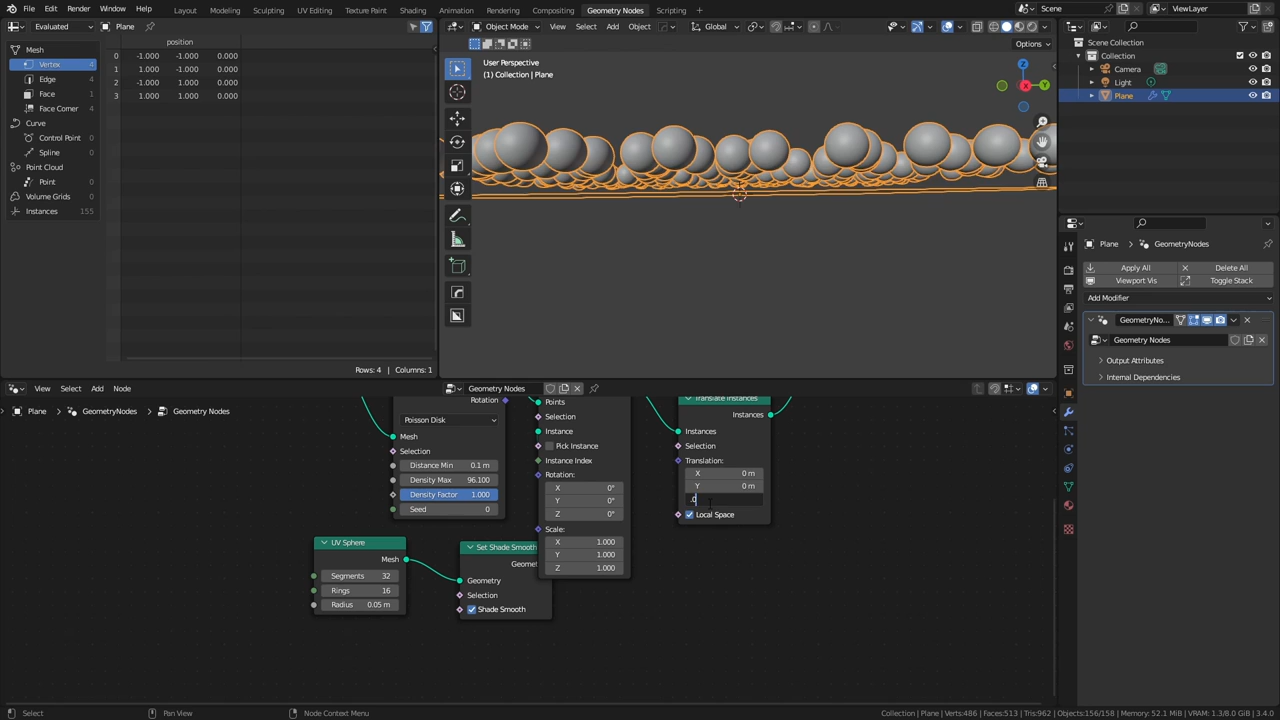 File Edit Render Window Help Layout Modeling Sculpting UV Editing Texture Paint Shading Animation Rendering Compositing Geometry Nodes Scripting Scene ViewLayer
Evaluated Plane
Object Mode View Select Add Object Global
Options
Mesh
Vertex 4
Edge 4
Face 1
Face Corner 4
Curve
Control Point 0
Spline 0
Point Cloud
Point 0
Volume Grids 0
Instances 155
position
0 -1.000 -1.000 0.000
1 1.000 -1.000 0.000
2 -1.000 1.000 0.000
3 1.000 1.000 0.000
Rows: 4 | Columns: 1
User Perspective
(1) Collection | Plane
Z
X
Y
Scene Collection
Collection
Camera
Light
Plane
Plane GeometryNodes
Apply All Delete All
Viewport Vis Toggle Stack
Add Modifier
GeometryNo...
Geometry Nodes
Output Attributes
Internal Dependencies
View Select Add Node Geometry Nodes
Plane GeometryNodes Geometry Nodes
Rotation
Poisson Disk
Mesh
Selection
Distance Min 0.1 m
Density Max 96.100
Density Factor 1.000
Seed 0
UV Sphere
Mesh
Segments 32
Rings 16
Radius 0.05 m
Set Shade Smooth
Geomet
Geometry
Selection
Shade Smooth
Points
Selection
Instance
Pick Instance
Instance Index
Rotation:
X 0°
Y 0°
Z 0°
Scale:
X 1.000
Y 1.000
Z 1.000
Translate Instances
Instances
Instances
Selection
Translation:
X 0 m
Y 0 m
.0
Local Space
Select Pan View Node Context Menu
Collection | Plane | Verts:486 | Faces:513 | Tris:962 | Objects:156/158 | Memory: 52.1 MiB | VRAM: 1.3/8.0 GiB | 3.4.0